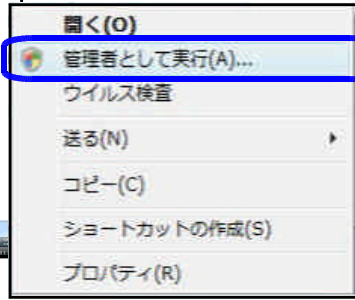 開く(O)
管理者として実行(A)...
ウイルス検査
送る(N)
コピー(C)
ショートカットの作成(S)
プロパティ(R)